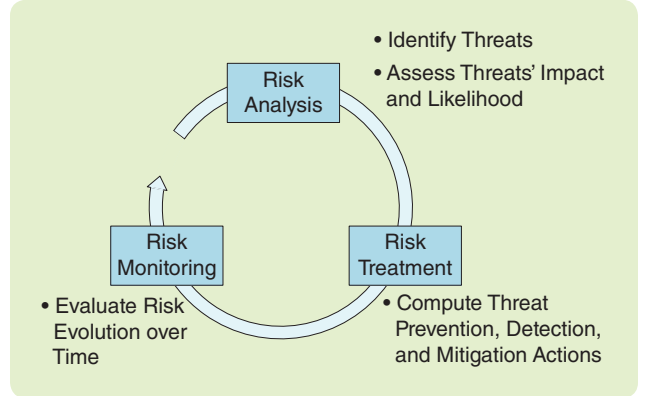 • Identify Threats
• Assess Threats' Impact
and Likelihood
Risk
Analysis
Risk
Monitoring
Risk
Treatment
• Evaluate Risk
Evolution over
Time
• Compute Threat
Prevention, Detection,
and Mitigation Actions